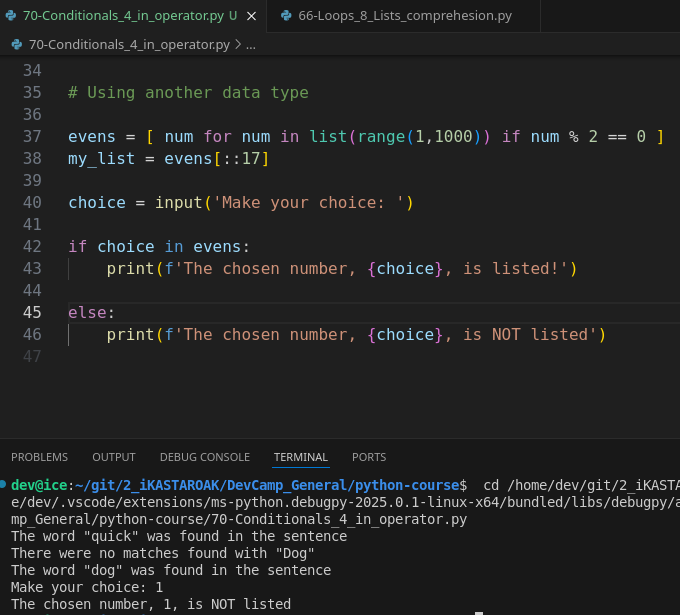 70-Conditionals_4_in_operator.py U
66-Loops_8_Lists_comprehesion.py
70-Conditionals_4_in_operator.py > ...
34
35 # Using another data type
36
37 evens = [ num for num in list(range(1,1000)) if num % 2 == 0 ]
38 my_list = evens[::17]
39
40 choice = input('Make your choice: ')
41
42 if choice in evens:
43 print(f'The chosen number, {choice}, is listed!')
44
45 else:
46 print(f'The chosen number, {choice}, is NOT listed')
47
PROBLEMS OUTPUT DEBUG CONSOLE TERMINAL PORTS
dev@ice:~/git/2_iKASTAROAK/DevCamp_General/python-course$ cd /home/dev/git/2_iKASTA
e/dev/.vscode/extensions/ms-python.debugpy-2025.0.1-linux-x64/bundled/libs/debugpy/a
mp_General/python-course/70-Conditionals_4_in_operator.py
The word "quick" was found in the sentence
There were no matches found with "Dog"
The word "dog" was found in the sentence
Make your choice: 1
The chosen number, 1, is NOT listed